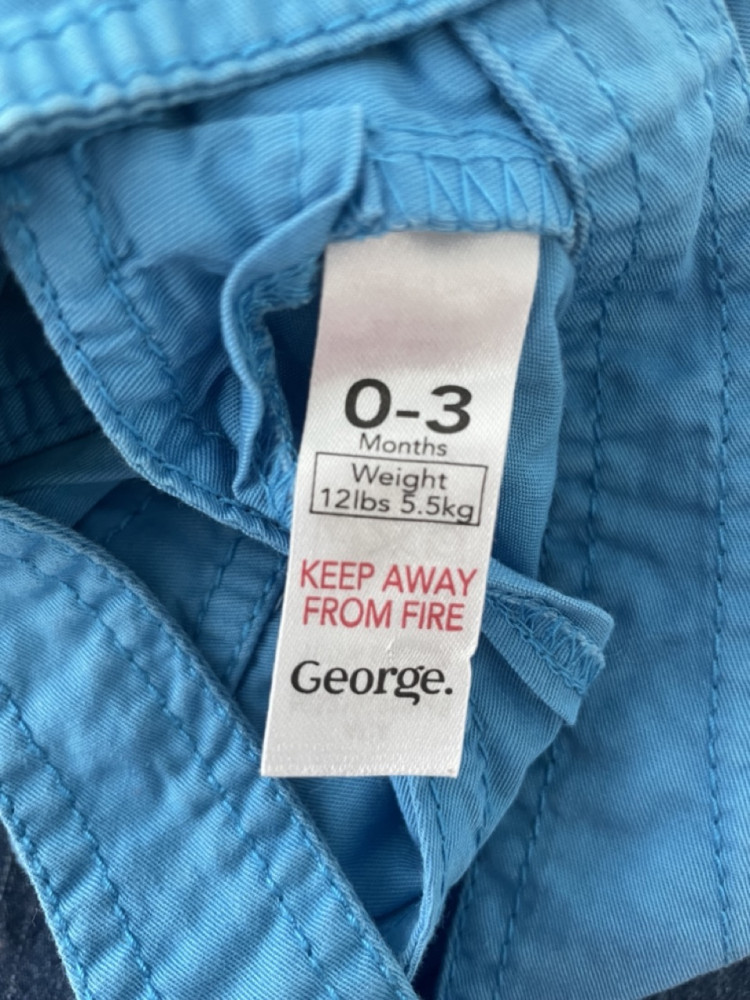 0-3
Months
Weight
12lbs 5.5kg
KEEP AWAY
FROM FIRE
George.